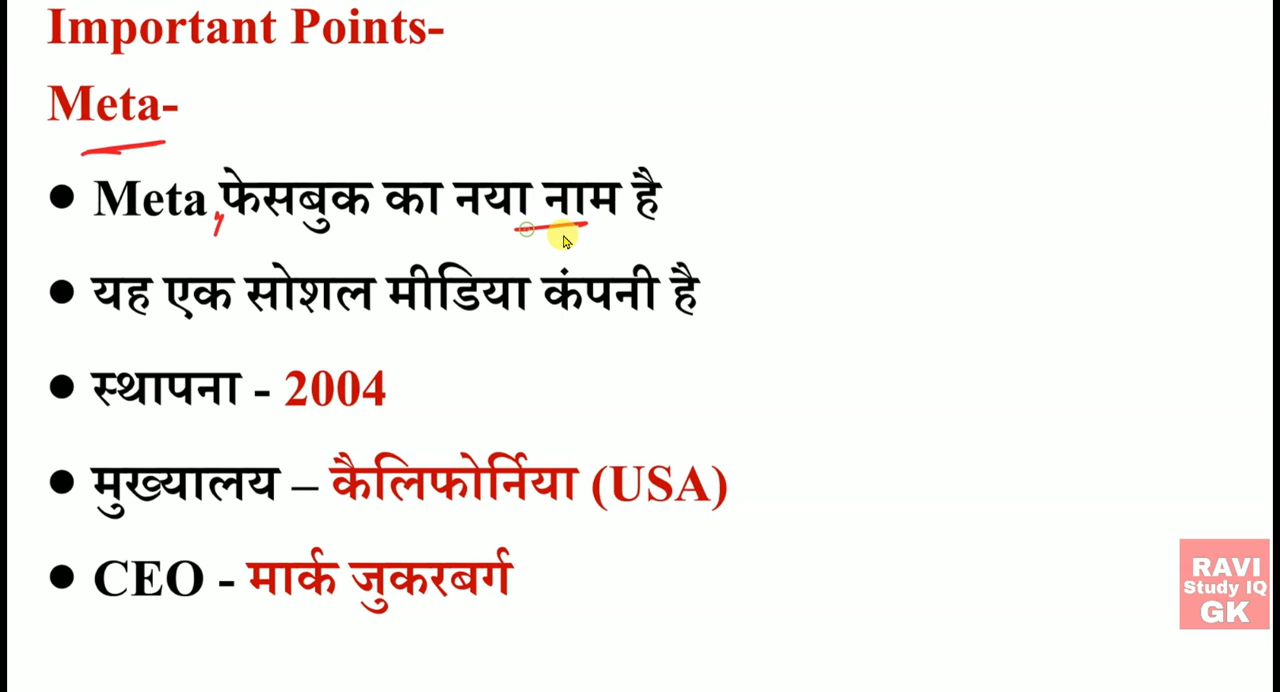 Important Points-
Meta-
● Meta फेसबुक का नया नाम है
● यह एक सोशल मीडिया कंपनी है
● स्थापना - 2004
● मुख्यालय – कैलिफोर्निया (USA)
● CEO - मार्क जुकरबर्ग
RAVI
Study IQ
GK